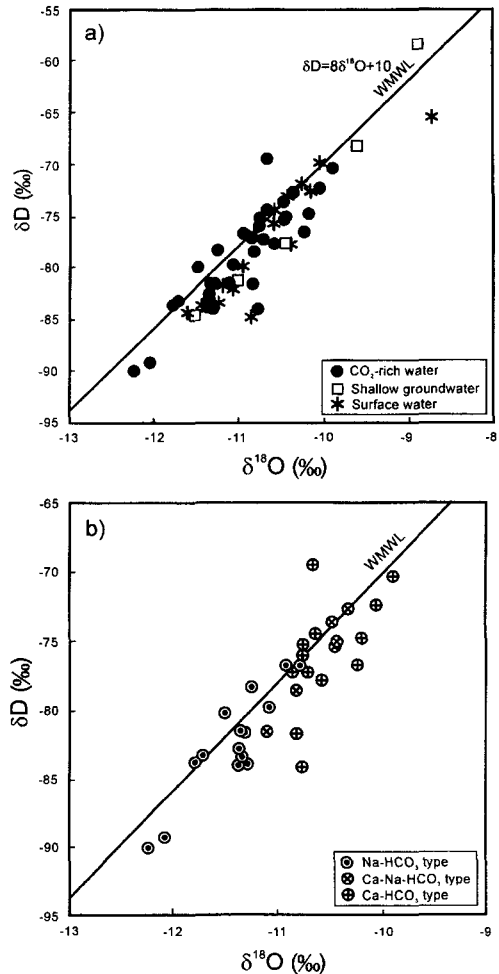 a)
δD=8δ¹⁸O+10
WMWL
-55
-60
-65
-70
-75
-80
-85
-90
-95
δD (‰)
CO₂-rich water
Shallow groundwater
Surface water
-13 -12 -11 -10 -9 -8
δ¹⁸O (‰)
b)
WMWL
-65
-70
-75
-80
-85
-90
-95
δD (‰)
Na-HCO₃ type
Ca-Na-HCO₃ type
Ca-HCO₃ type
-13 -12 -11 -10 -9
δ¹⁸O (‰)